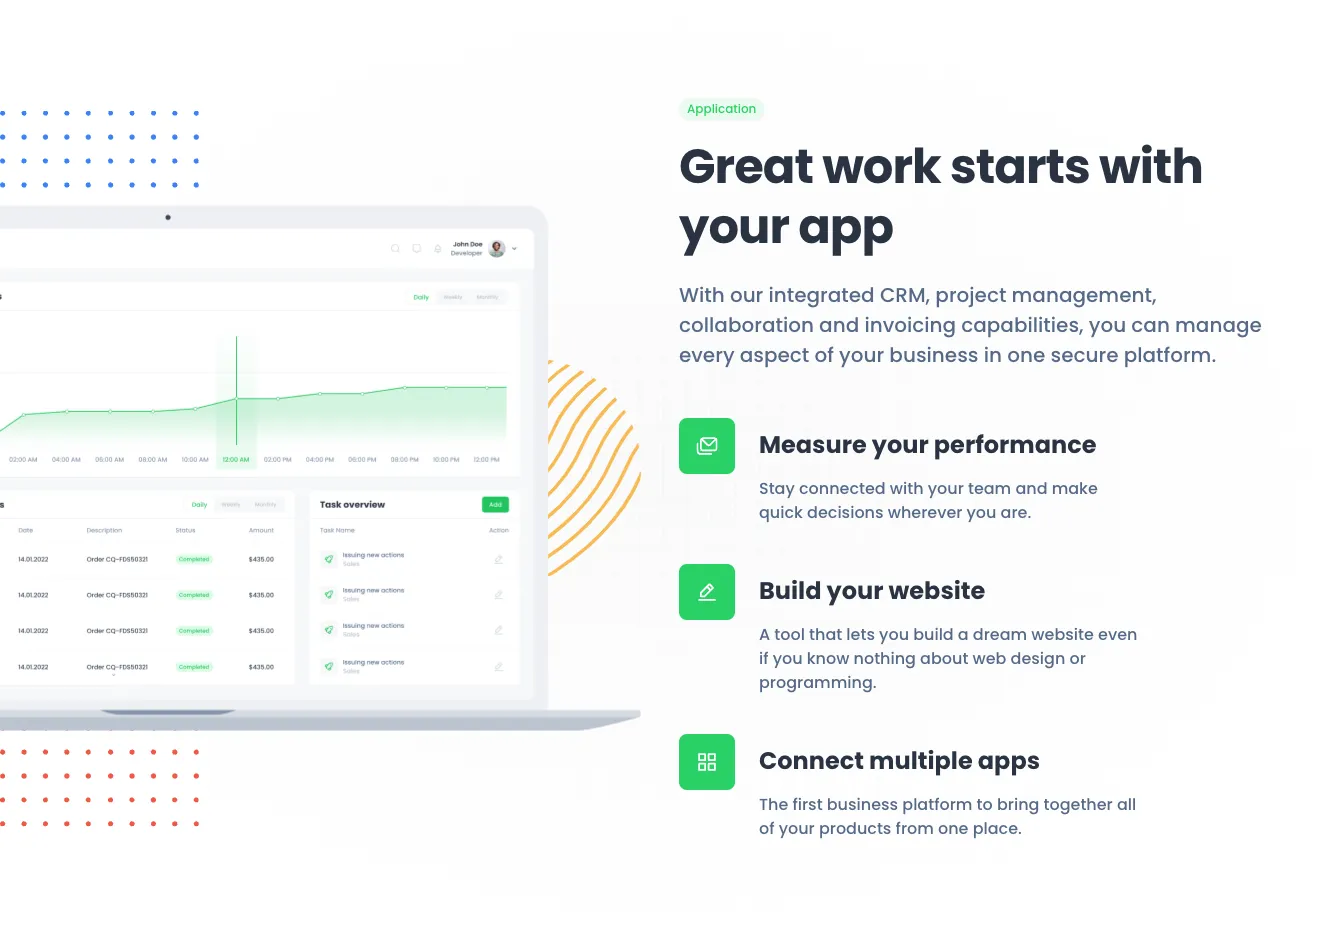 Application
Great work starts with
your app
With our integrated CRM, project management,
collaboration and invoicing capabilities, you can manage
every aspect of your business in one secure platform.
Measure your performance
Stay connected with your team and make
quick decisions wherever you are.
Build your website
A tool that lets you build a dream website even
if you know nothing about web design or
programming.
Connect multiple apps
The first business platform to bring together all
of your products from one place.
John Doe
Developer
s
Daily Weekly Monthly
02:00 AM 04:00 AM 06:00 AM 08:00 AM 10:00 AM 12:00 AM 02:00 PM 04:00 PM 06:00 PM 08:00 PM 10:00 PM 12:00 PM
s Daily Weekly Monthly
Date Description Status Amount
14.01.2022 Order CQ-FDS50321 Completed $435.00
14.01.2022 Order CQ-FDS50321 Completed $435.00
14.01.2022 Order CQ-FDS50321 Completed $435.00
14.01.2022 Order CQ-FDS50321 Completed $435.00
Task overview Add
Task Name Action
Issuing new actions
Sales
Issuing new actions
Sales
Issuing new actions
Sales
Issuing new actions
Sales